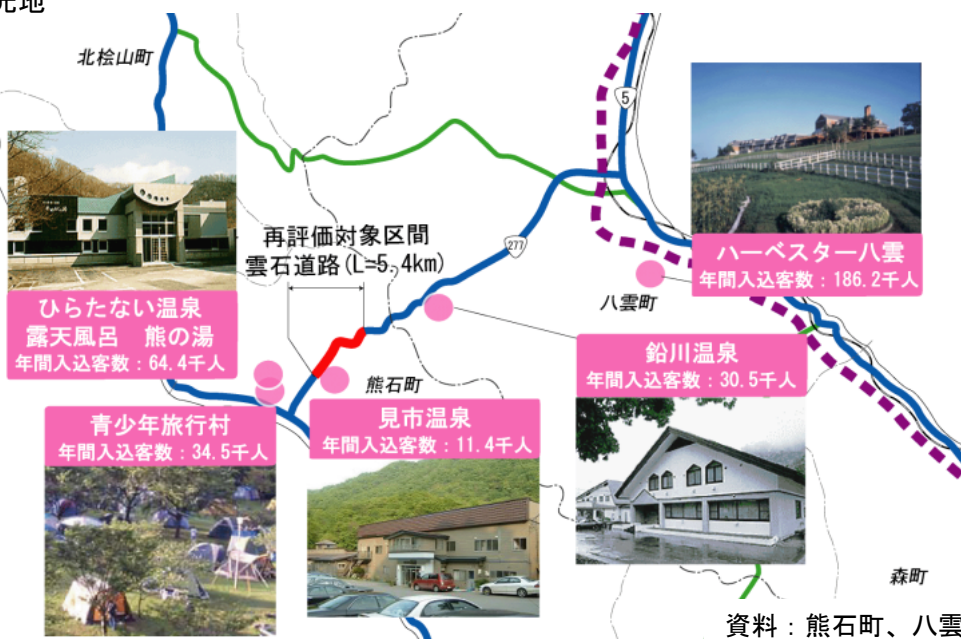 光地
北桧山町
5
再評価対象区間
雲石道路(L=5.4km)
277
ハーベスター八雲
年間入込客数：186.2千人
ひらたない温泉
露天風呂　熊の湯
年間入込客数：64.4千人
八雲町
鉛川温泉
年間入込客数：30.5千人
熊石町
青少年旅行村
年間入込客数：34.5千人
見市温泉
年間入込客数：11.4千人
森町
資料：熊石町、八雲